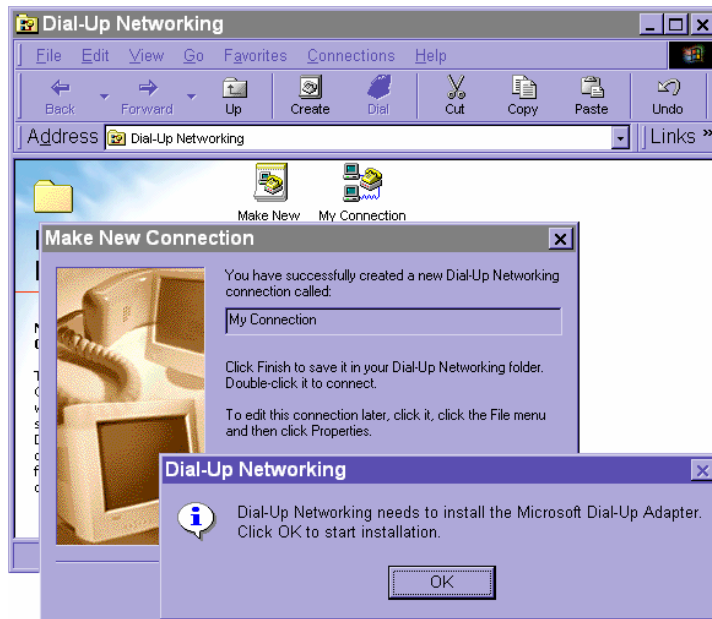 Dial-Up Networking
File Edit View Go Favorites Connections Help
Back Forward Up Create Dial Cut Copy Paste Undo
Address Dial-Up Networking Links »
Make New My Connection
Make New Connection
You have successfully created a new Dial-Up Networking
connection called:
My Connection
Click Finish to save it in your Dial-Up Networking folder.
Double-click it to connect.
To edit this connection later, click it, click the File menu
and then click Properties.
Dial-Up Networking
Dial-Up Networking needs to install the Microsoft Dial-Up Adapter.
Click OK to start installation.
OK